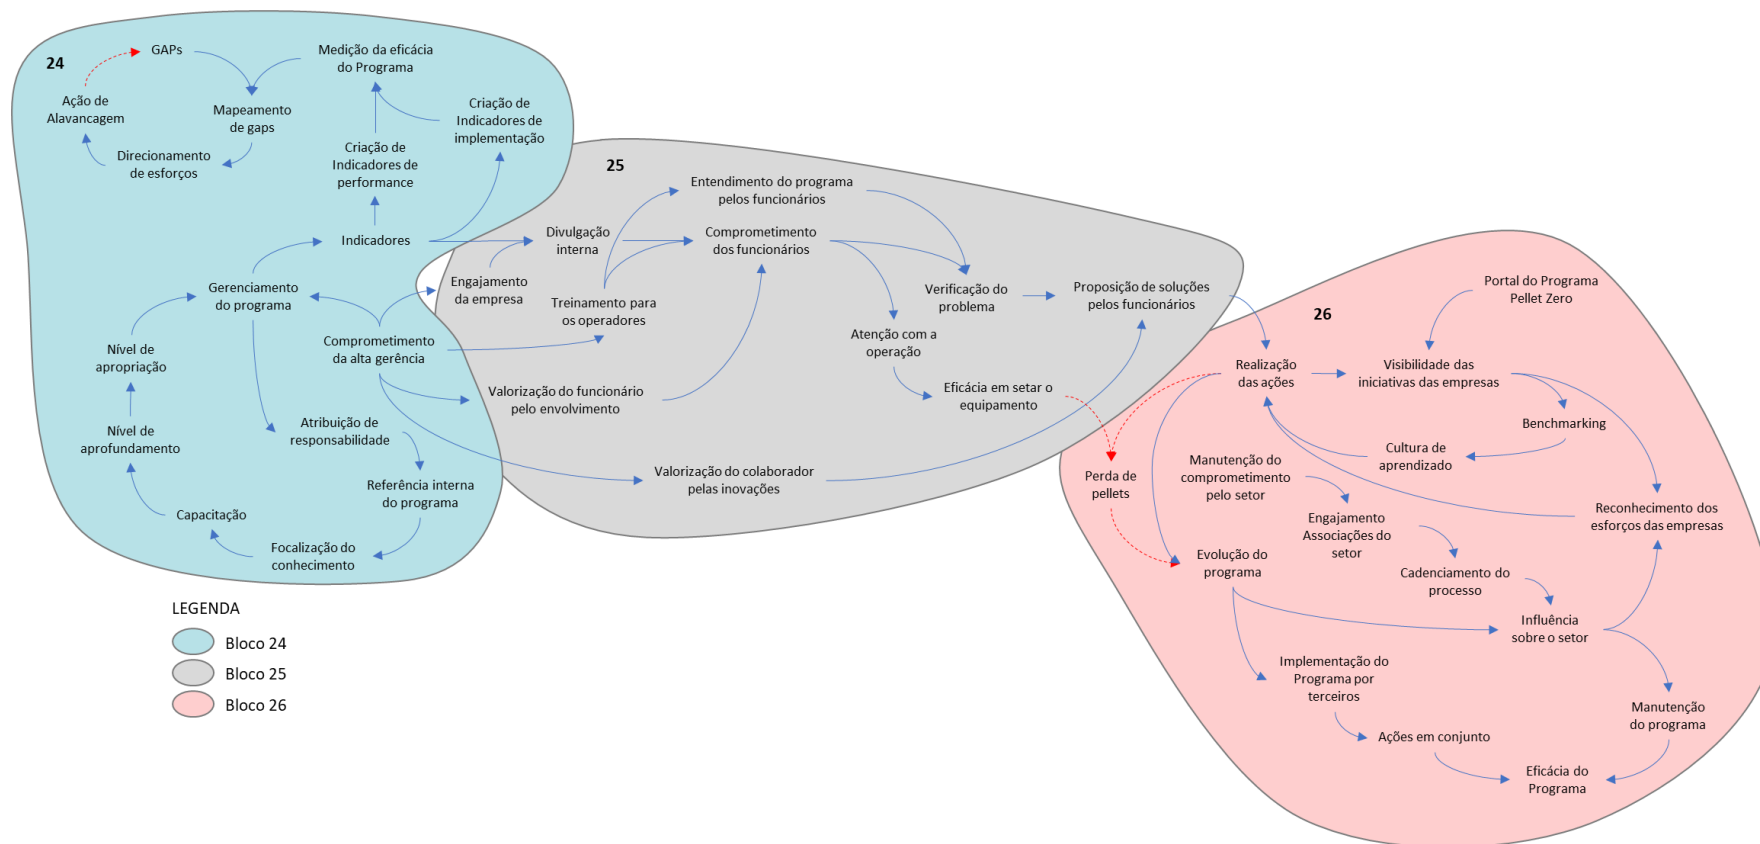 24
GAPs
Medição da eficácia
do Programa
Ação de
Alavancagem
Mapeamento
de gaps
Criação de
Indicadores de
implementação
Direcionamento
de esforços
Criação de
Indicadores de
performance
Indicadores
Gerenciamento
do programa
Comprometimento
da alta gerência
Nível de
apropriação
Nível de
aprofundamento
Atribuição de
responsabilidade
Referência interna
do programa
Capacitação
Focalização do
conhecimento
25
Entendimento do programa
pelos funcionários
Divulgação
interna
Comprometimento
dos funcionários
Engajamento
da empresa
Treinamento para
os operadores
Verificação do
problema
Proposição de soluções
pelos funcionários
Atenção com a
operação
Valorização do funcionário
pelo envolvimento
Eficácia em setar o
equipamento
Valorização do colaborador
pelas inovações
26
Portal do Programa
Pellet Zero
Realização
das ações
Visibilidade das
iniciativas das empresas
Benchmarking
Cultura de
aprendizado
Perda de
pellets
Manutenção do
comprometimento
pelo setor
Engajamento
Associações do
setor
Reconhecimento dos
esforços das empresas
Evolução do
programa
Cadenciamento do
processo
Influência
sobre o setor
Implementação do
Programa por
terceiros
Manutenção
do programa
Ações em conjunto
Eficácia do
Programa
LEGENDA
Bloco 24
Bloco 25
Bloco 26